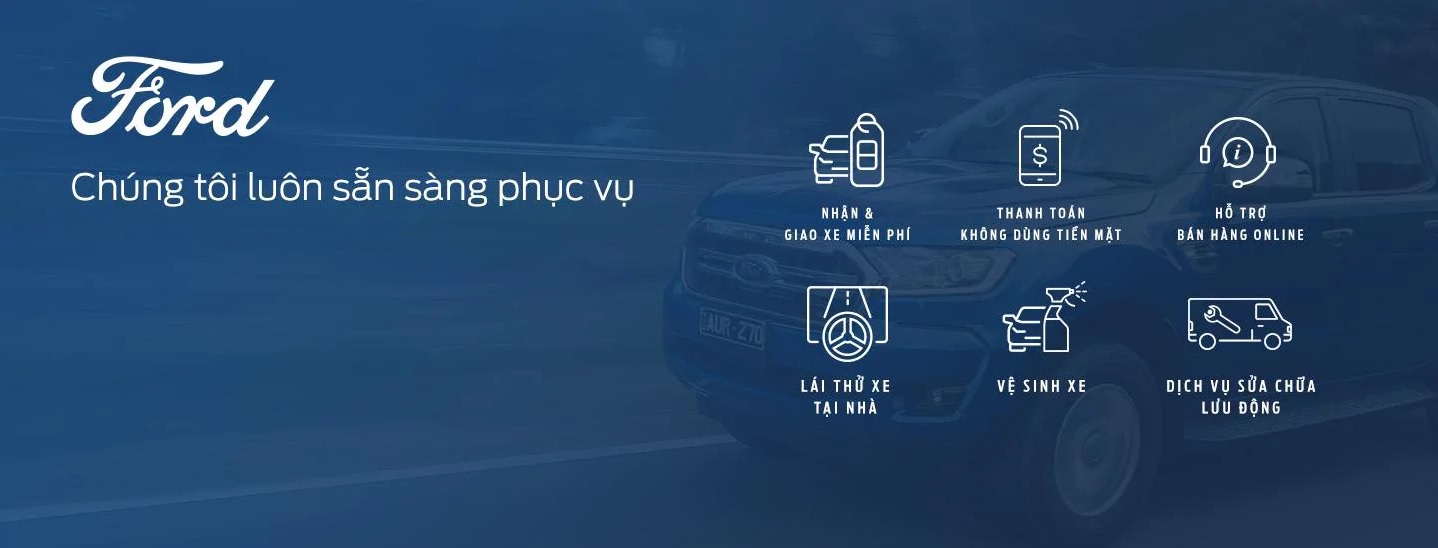 Ford
Chúng tôi luôn sẵn sàng phục vụ
NHẬN &
GIAO XE MIỄN PHÍ
$
THANH TOÁN
KHÔNG DÙNG TIỀN MẶT
i
HỖ TRỢ
BÁN HÀNG ONLINE
AUR-270
LÁI THỬ XE
TẠI NHÀ
VỆ SINH XE
DỊCH VỤ SỬA CHỮA
LƯU ĐỘNG